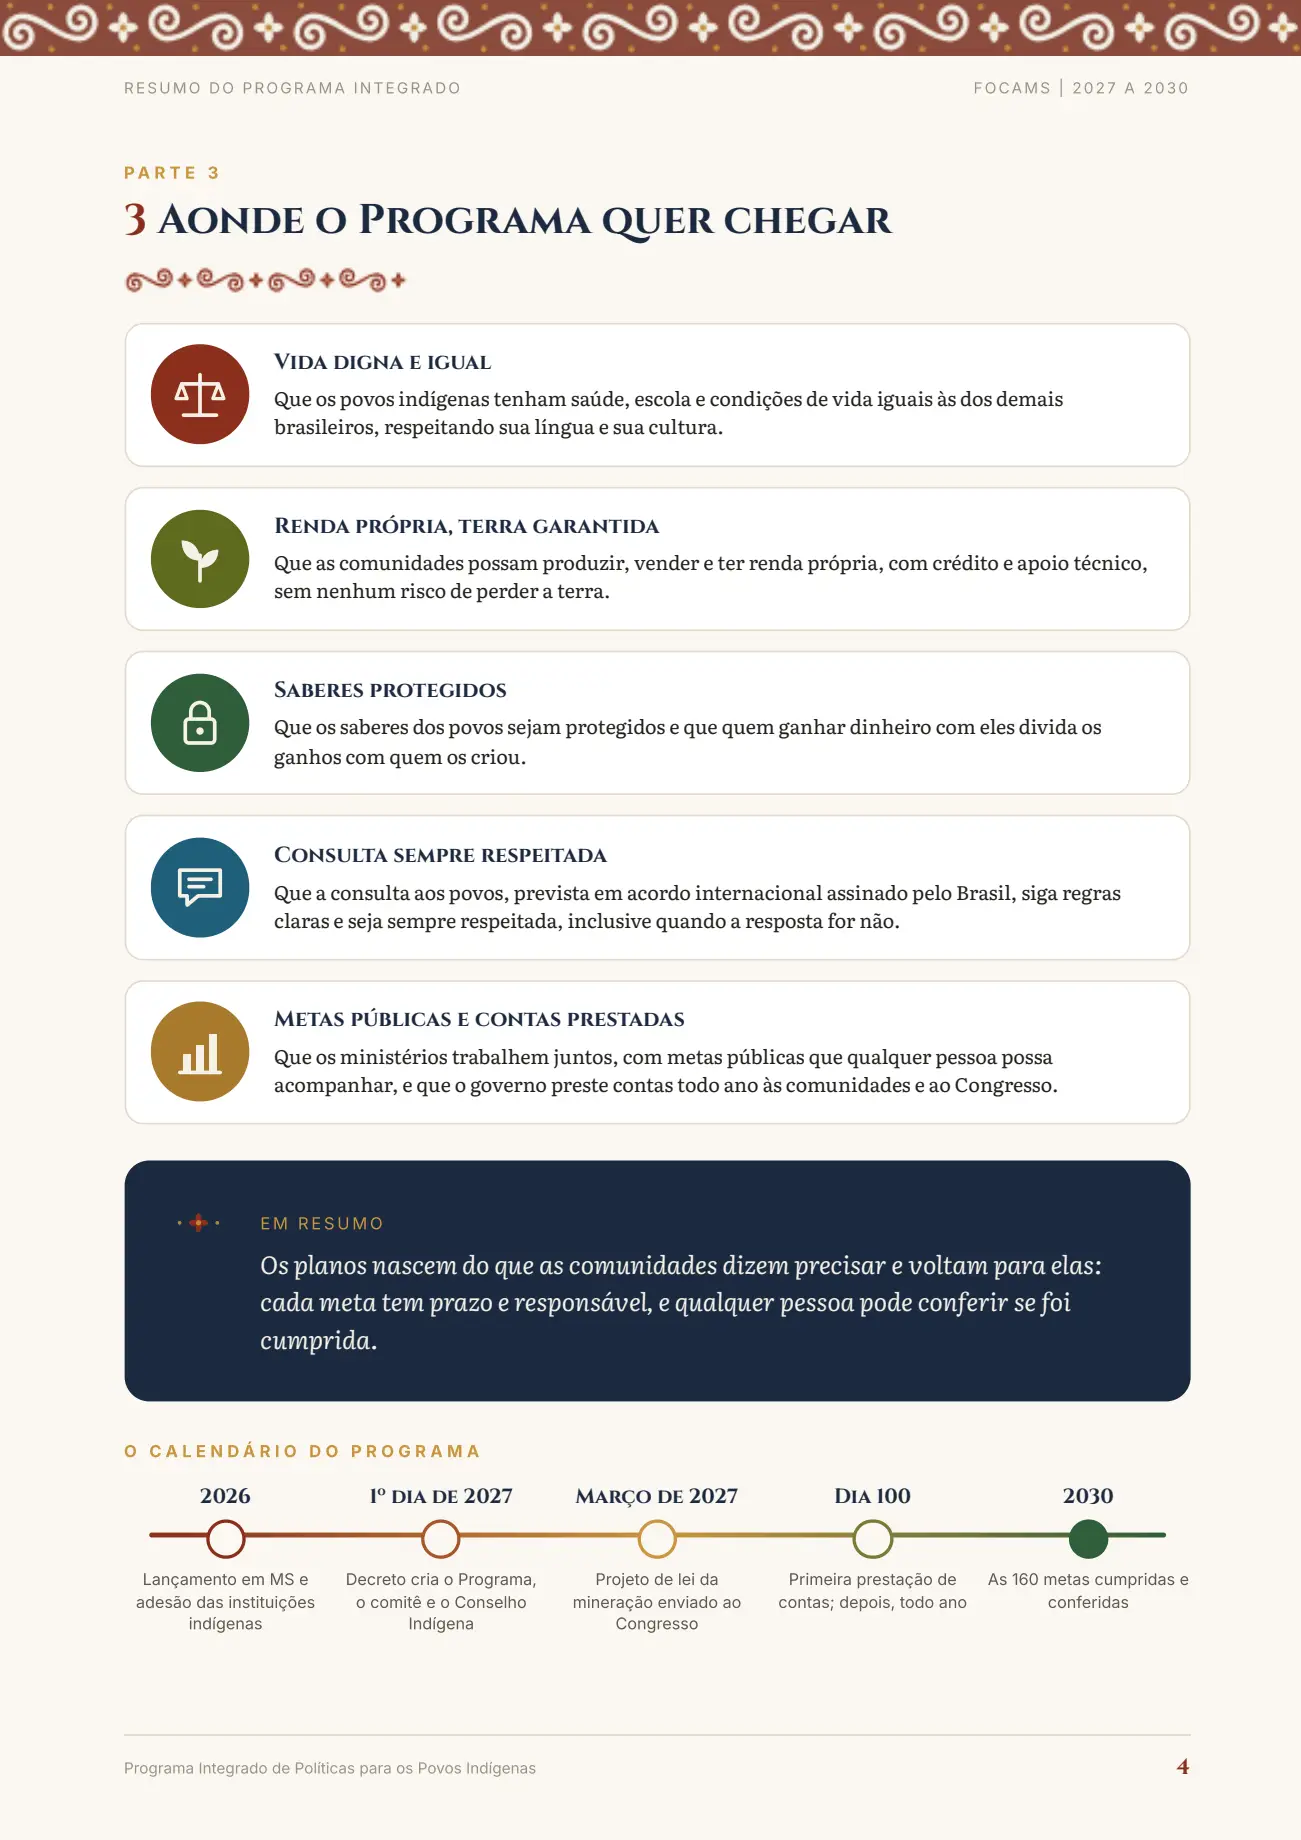 RESUMO DO PROGRAMA INTEGRADO
FOCAMS | 2027 A 2030
PARTE 3
3 Aonde o Programa quer chegar
Vida digna e igual
Que os povos indígenas tenham saúde, escola e condições de vida iguais às dos demais
brasileiros, respeitando sua língua e sua cultura.
Renda própria, terra garantida
Que as comunidades possam produzir, vender e ter renda própria, com crédito e apoio técnico,
sem nenhum risco de perder a terra.
Saberes protegidos
Que os saberes dos povos sejam protegidos e que quem ganhar dinheiro com eles divida os
ganhos com quem os criou.
Consulta sempre respeitada
Que a consulta aos povos, prevista em acordo internacional assinado pelo Brasil, siga regras
claras e seja sempre respeitada, inclusive quando a resposta for não.
Metas públicas e contas prestadas
Que os ministérios trabalhem juntos, com metas públicas que qualquer pessoa possa
acompanhar, e que o governo preste contas todo ano às comunidades e ao Congresso.
EM RESUMO
Os planos nascem do que as comunidades dizem precisar e voltam para elas:
cada meta tem prazo e responsável, e qualquer pessoa pode conferir se foi
cumprida.
O CALENDÁRIO DO PROGRAMA
2026
Lançamento em MS e
adesão das instituições
indígenas
1º dia de 2027
Decreto cria o Programa,
o comitê e o Conselho
Indígena
Março de 2027
Projeto de lei da
mineração enviado ao
Congresso
Dia 100
Primeira prestação de
contas; depois, todo ano
2030
As 160 metas cumpridas e
conferidas
Programa Integrado de Políticas para os Povos Indígenas
4